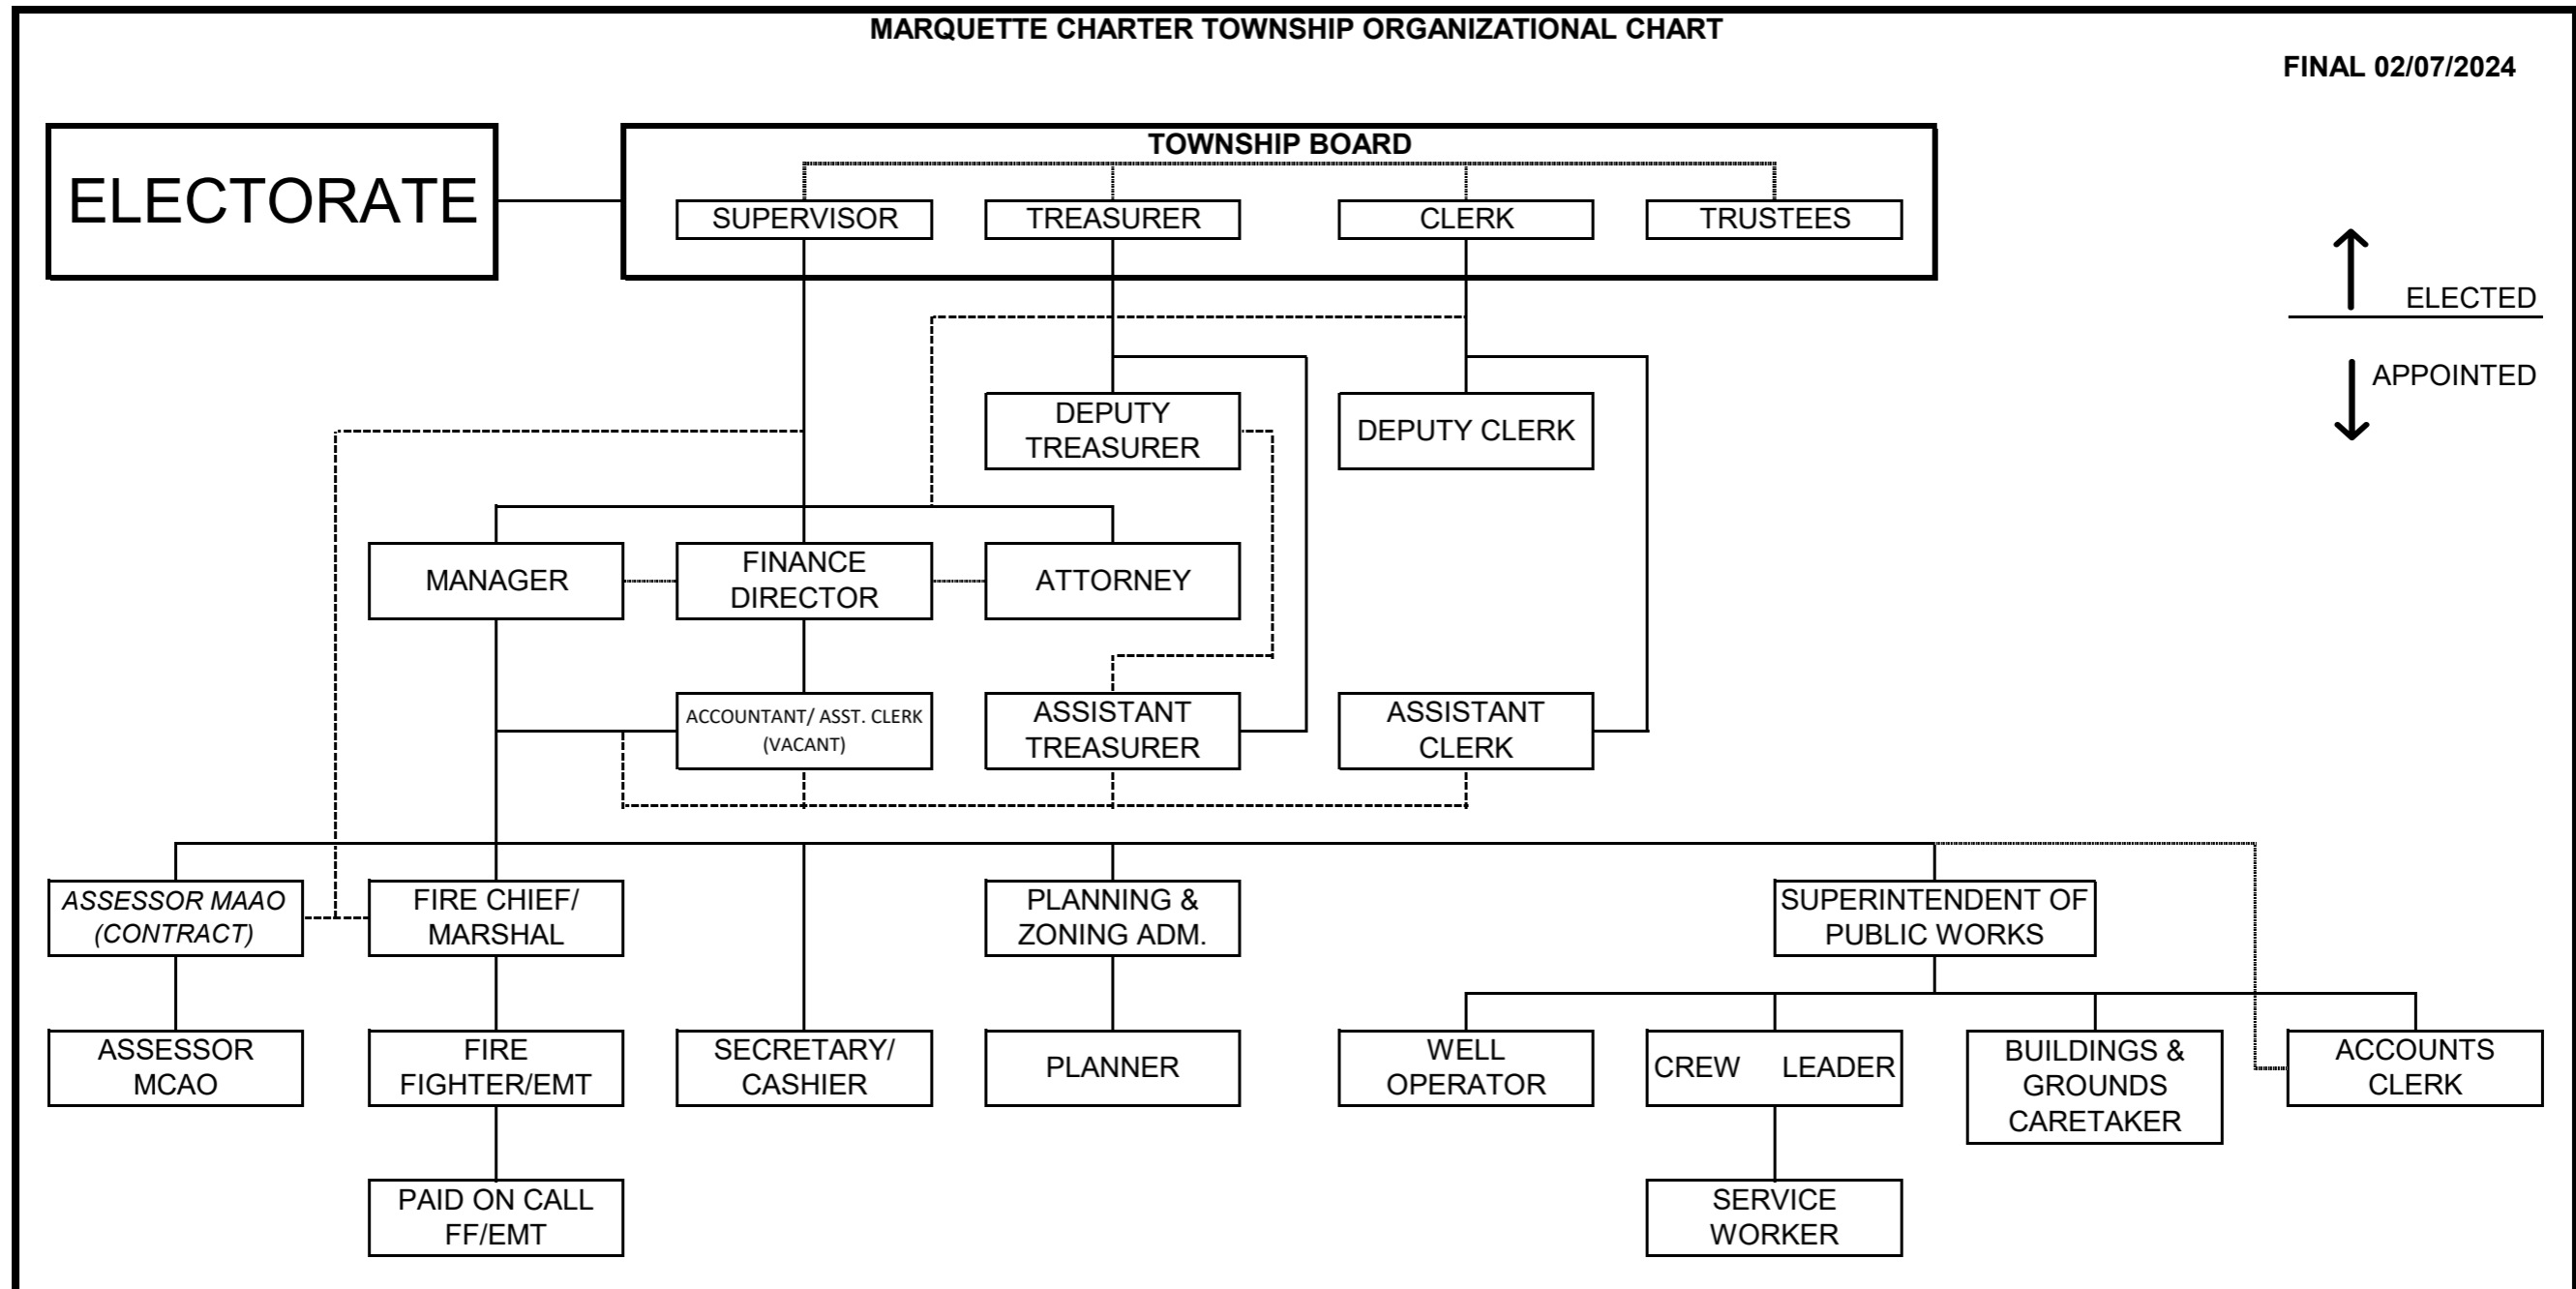 MARQUETTE CHARTER TOWNSHIP ORGANIZATIONAL CHART
FINAL 02/07/2024
ELECTORATE
TOWNSHIP BOARD
SUPERVISOR
TREASURER
CLERK
TRUSTEES
ELECTED
APPOINTED
DEPUTY
TREASURER
DEPUTY CLERK
MANAGER
FINANCE
DIRECTOR
ATTORNEY
ACCOUNTANT/ ASST. CLERK
(VACANT)
ASSISTANT
TREASURER
ASSISTANT
CLERK
ASSESSOR MAAO
(CONTRACT)
FIRE CHIEF/
MARSHAL
PLANNING &
ZONING ADM.
SUPERINTENDENT OF
PUBLIC WORKS
ASSESSOR
MCAO
FIRE
FIGHTER/EMT
SECRETARY/
CASHIER
PLANNER
WELL
OPERATOR
CREW LEADER
BUILDINGS &
GROUNDS
CARETAKER
ACCOUNTS
CLERK
PAID ON CALL
FF/EMT
SERVICE
WORKER